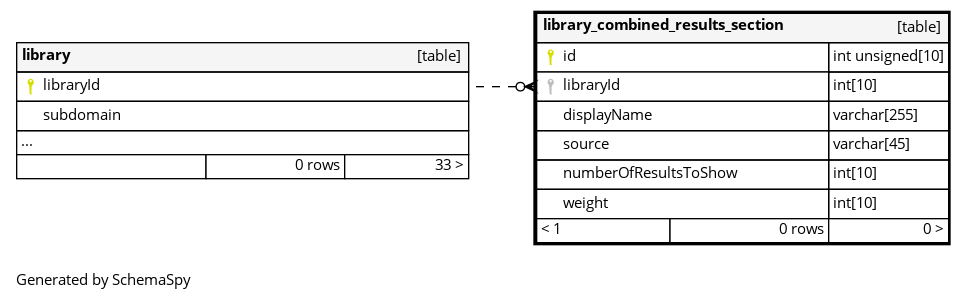 library [table]
libraryId
subdomain
...
0 rows 33 >
library_combined_results_section [table]
id int unsigned[10]
libraryId int[10]
displayName varchar[255]
source varchar[45]
numberOfResultsToShow int[10]
weight int[10]
< 1 0 rows 0 >
Generated by SchemaSpy